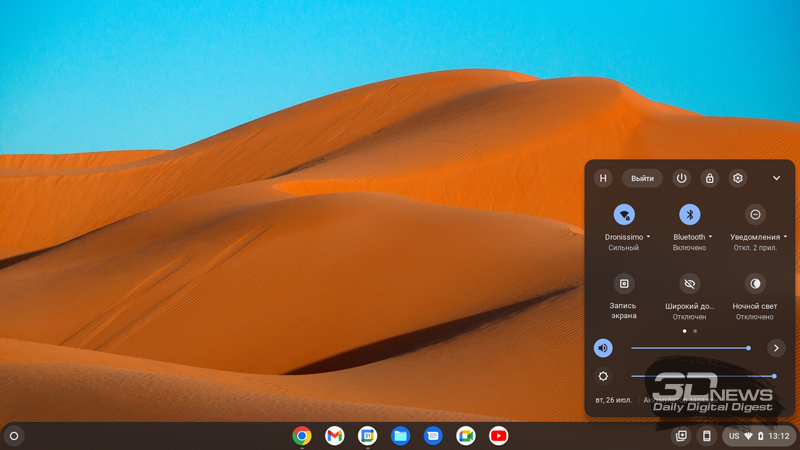 H
Выйти
Dronissimo
Сильный
Bluetooth
Включено
Уведомления
Откл. 2 прил.
Запись
экрана
Широкий до...
Отключен
Ночной свет
Отключено
вт, 26 июл.
3DNEWS
Daily Digital Digest
31
US
13:12